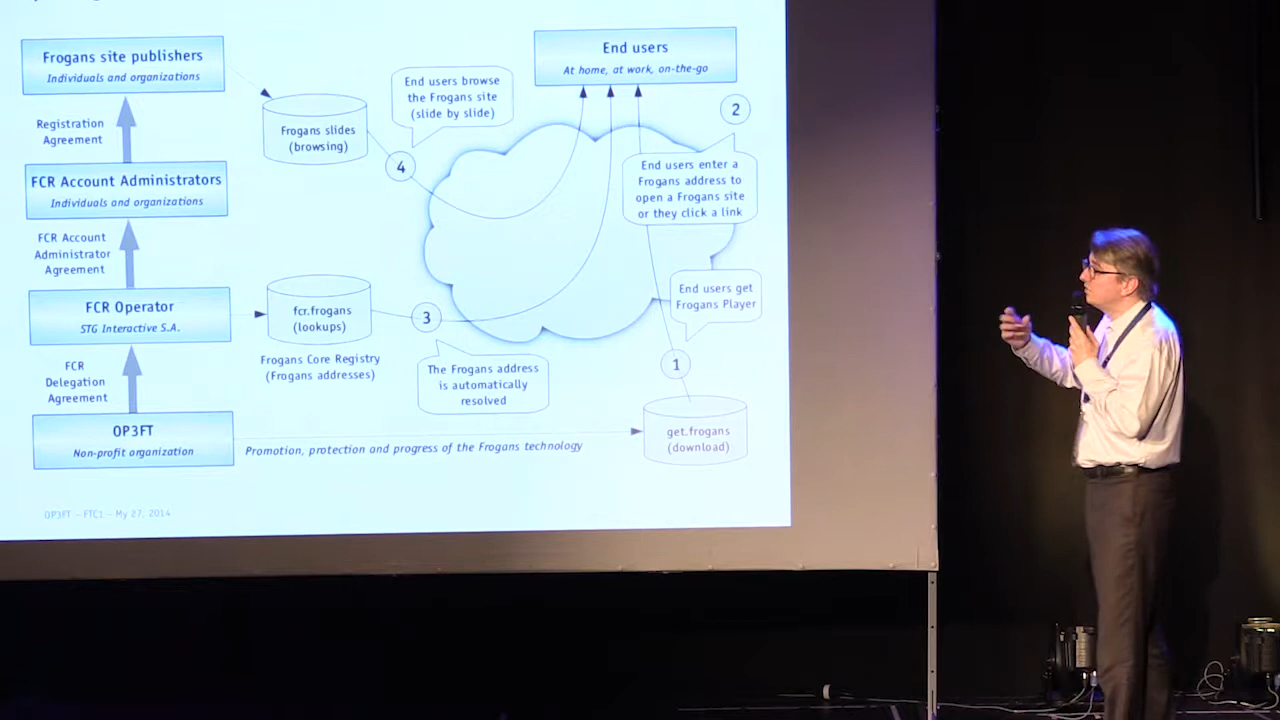 Frogans site publishers
Individuals and organizations
Registration
Agreement
FCR Account Administrators
Individuals and organizations
FCR Account
Administrator
Agreement
FCR Operator
STG Interactive S.A.
FCR
Delegation
Agreement
OP3FT
Non-profit organization
Frogans slides
(browsing)
End users browse
the Frogans site
(slide by slide)
4
End users
At home, at work, on-the-go
2
End users enter a
Frogans address to
open a Frogans site
or they click a link
fcr.frogans
(lookups)
Frogans Core Registry
(Frogans addresses)
3
The Frogans address
is automatically
resolved
End users get
Frogans Player
1
get.frogans
(download)
Promotion, protection and progress of the Frogans technology
OP3FT – FTC1 – My 27, 2014